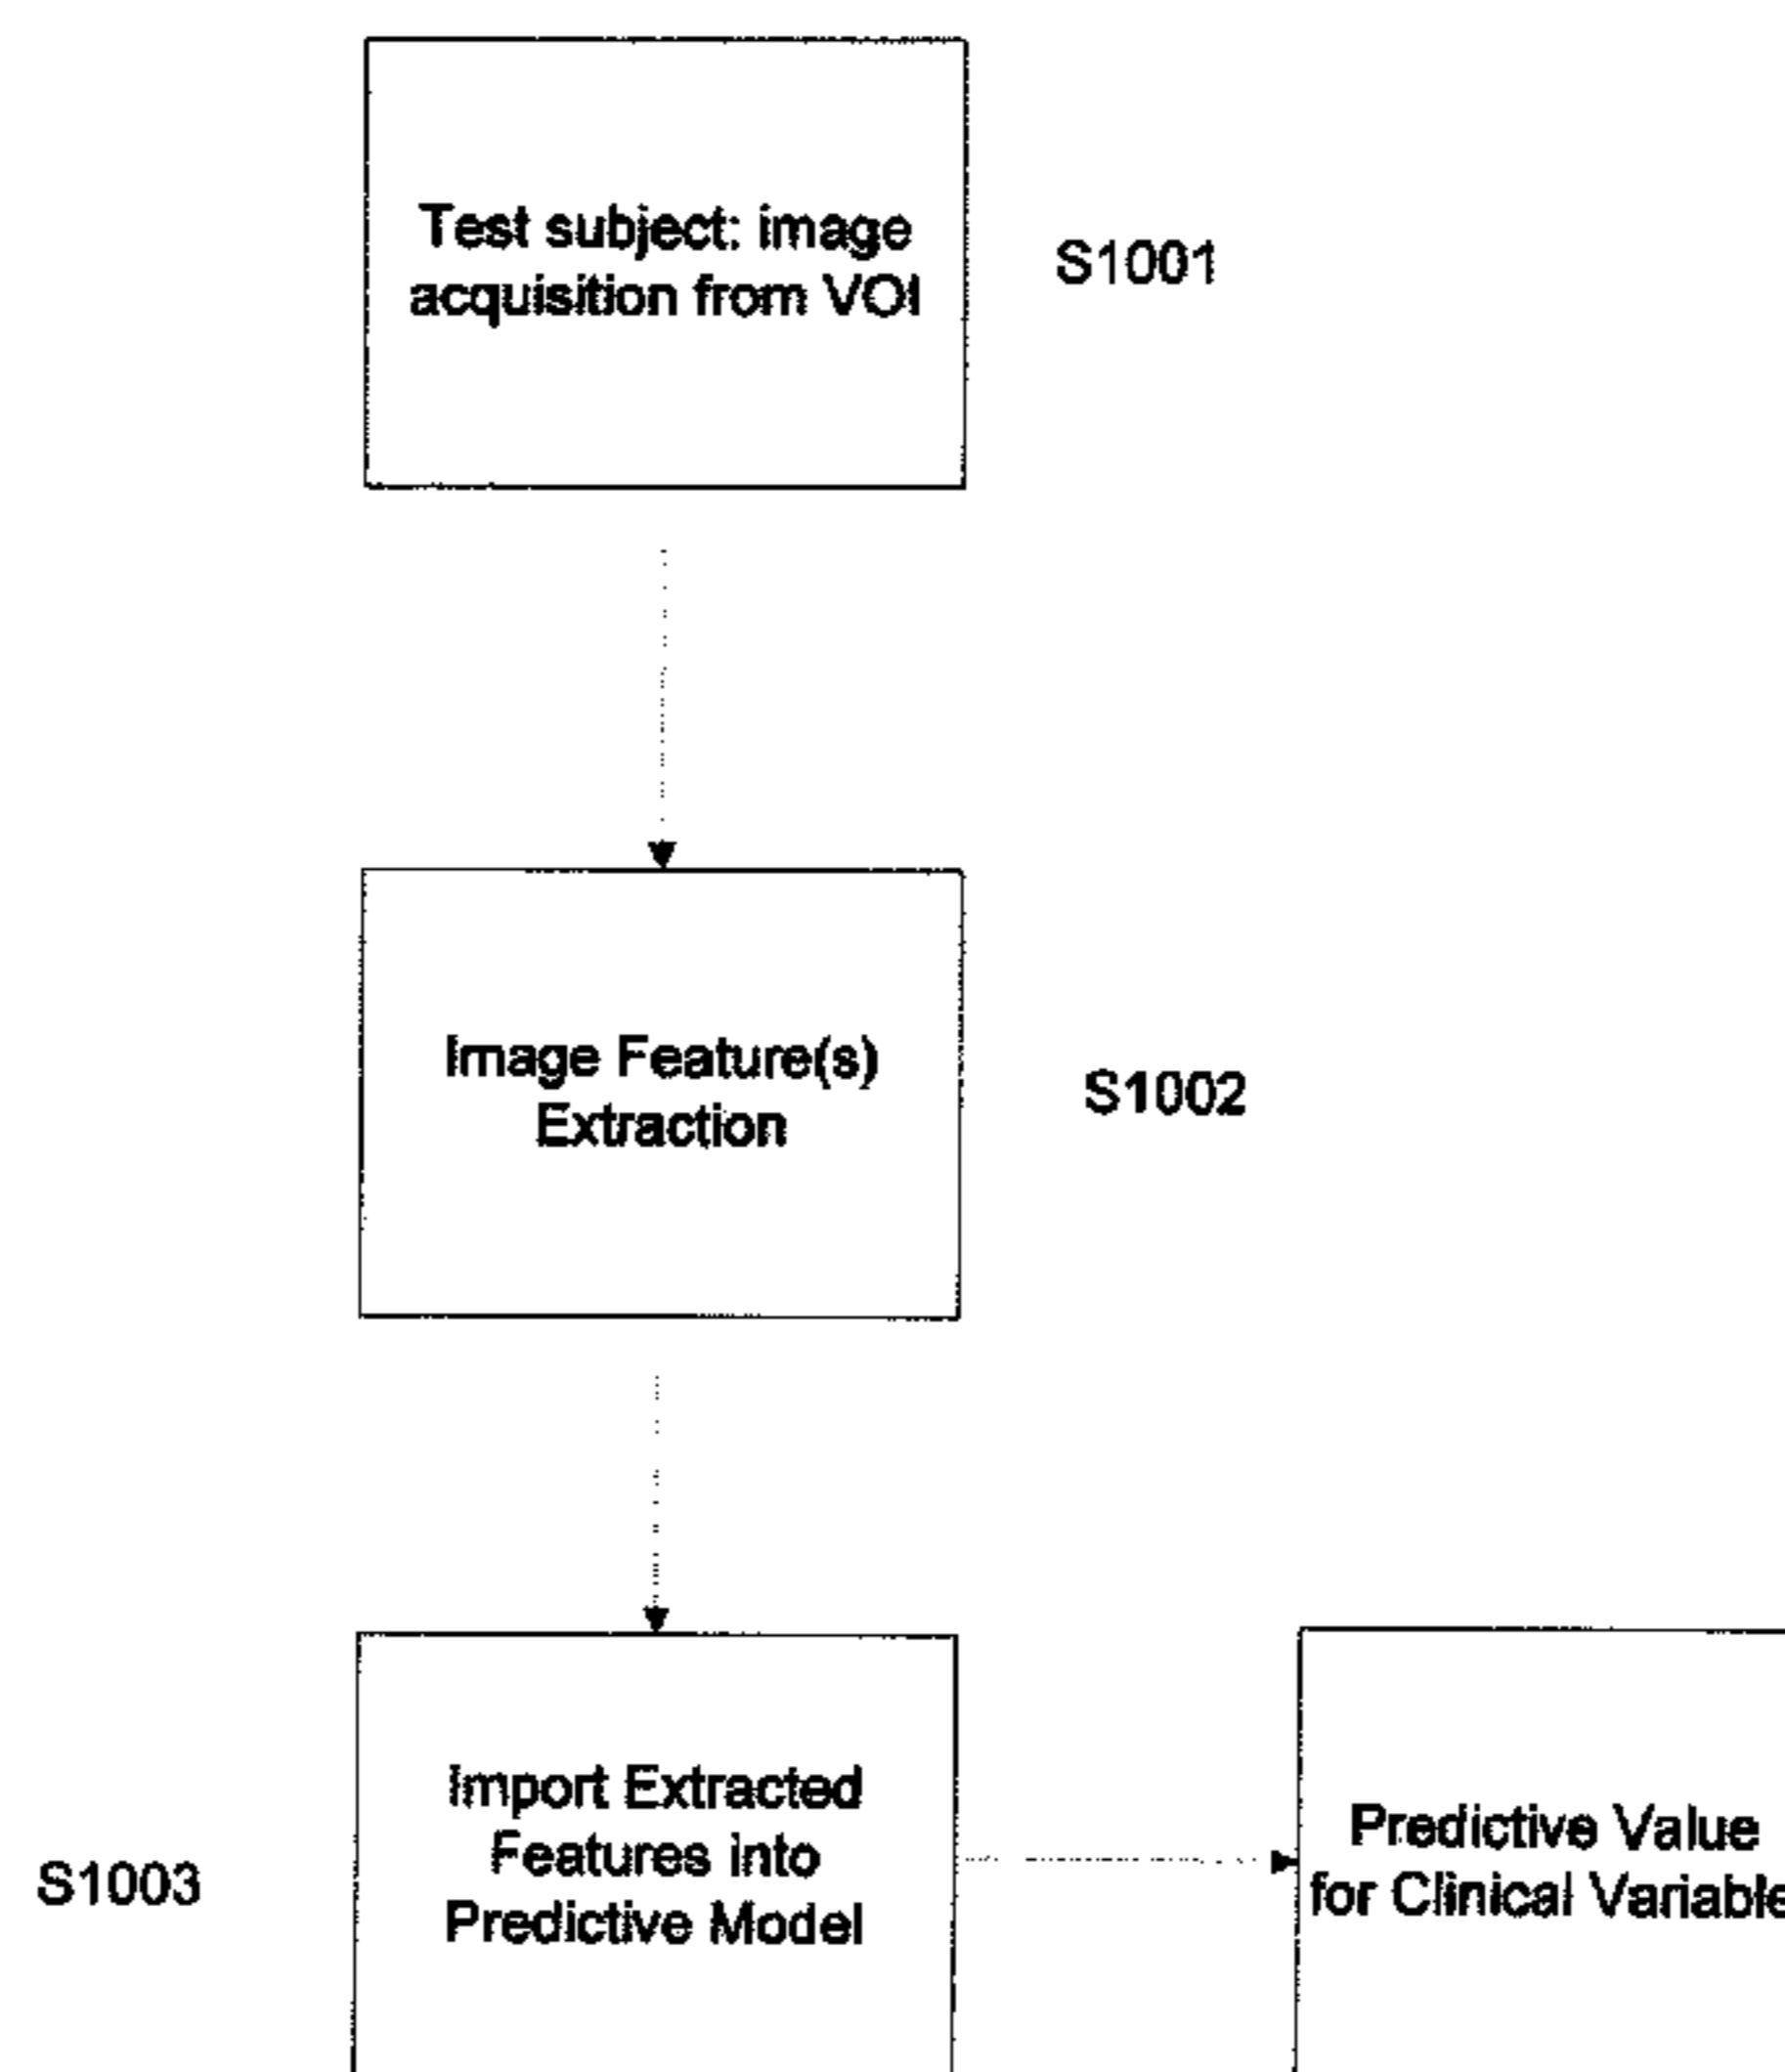 Test subject: image
acquisition from VOI
S1001
Image Feature(s)
Extraction
S1002
S1003
Import Extracted
Features into
Predictive Model
Predictive Value
for Clinical Variable